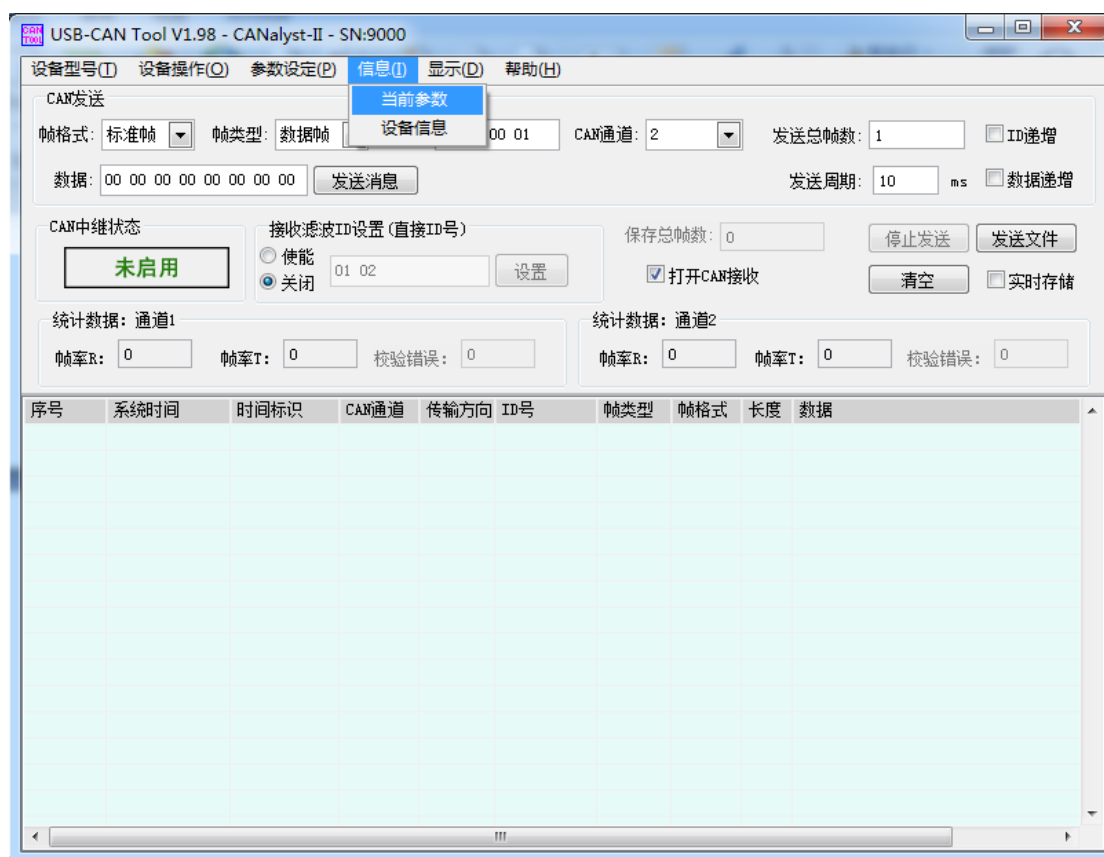 USB-CAN Tool V1.98 - CANalyst-II - SN:9000
设备型号(T) 设备操作(O) 参数设定(P) 信息(I) 显示(D) 帮助(H)
当前参数
设备信息
CAN发送
帧格式: 标准帧 帧类型: 数据帧 00 01 CAN通道: 2 发送总帧数: 1 ID递增
数据: 00 00 00 00 00 00 00 00 发送消息 发送周期: 10 ms 数据递增
CAN中继状态 接收滤波ID设置(直接ID号) 保存总帧数: 0 停止发送 发送文件
未启用 使能 01 02 设置 打开CAN接收 清空 实时存储
关闭
统计数据: 通道1 统计数据: 通道2
帧率R: 0 帧率T: 0 校验错误: 0 帧率R: 0 帧率T: 0 校验错误: 0
序号 系统时间 时间标识 CAN通道 传输方向 ID号 帧类型 帧格式 长度 数据